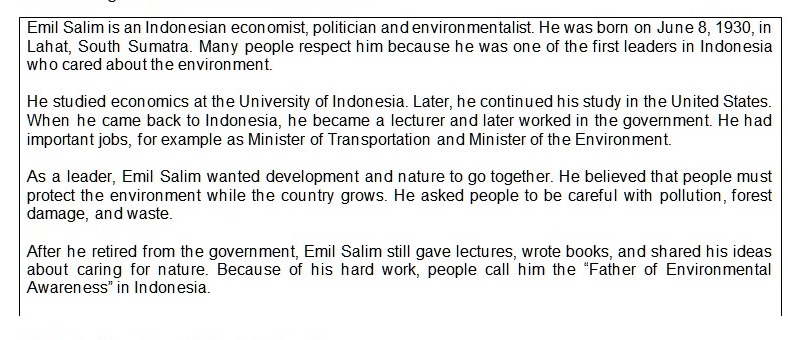 Emil Salim is an Indonesian economist, politician and environmentalist. He was born on June 8, 1930, in
Lahat, South Sumatra. Many people respect him because he was one of the first leaders in Indonesia
who cared about the environment.
He studied economics at the University of Indonesia. Later, he continued his study in the United States.
When he came back to Indonesia, he became a lecturer and later worked in the government. He had
important jobs, for example as Minister of Transportation and Minister of the Environment.
As a leader, Emil Salim wanted development and nature to go together. He believed that people must
protect the environment while the country grows. He asked people to be careful with pollution, forest
damage, and waste.
After he retired from the government, Emil Salim still gave lectures, wrote books, and shared his ideas
about caring for nature. Because of his hard work, people call him the “Father of Environmental
Awareness” in Indonesia.